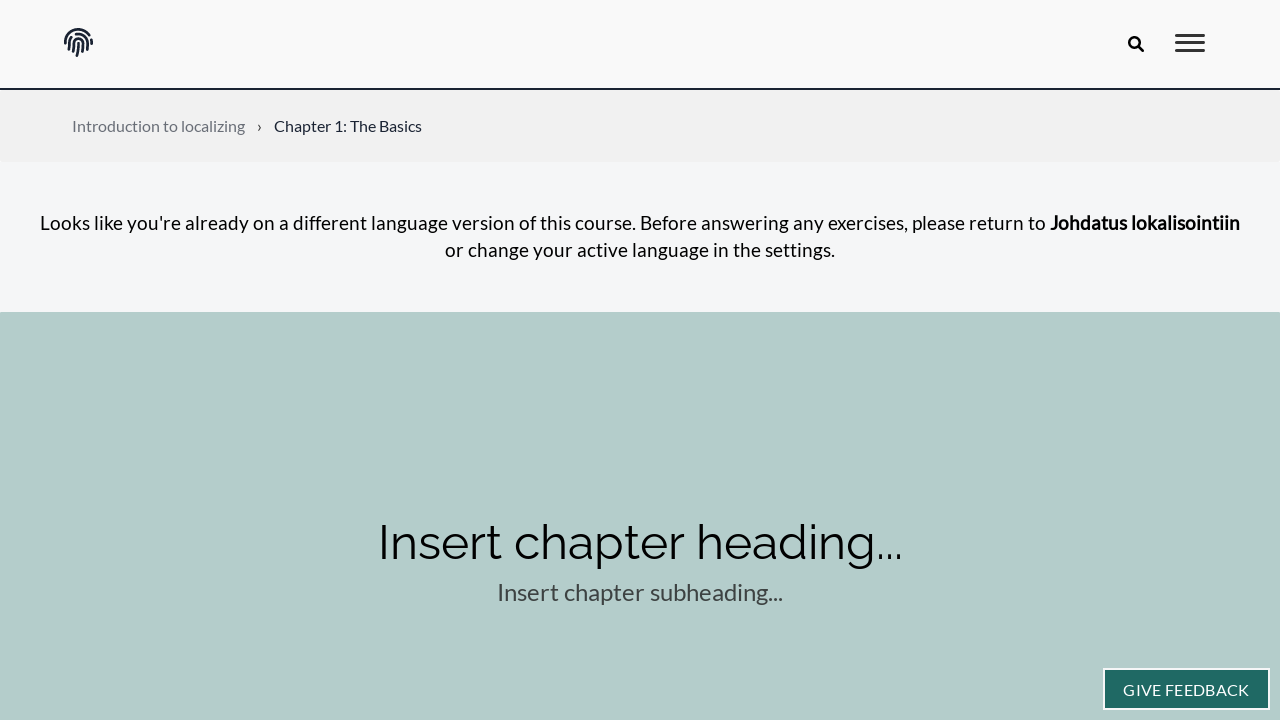 Introduction to localizing › Chapter 1: The Basics
Looks like you're already on a different language version of this course. Before answering any exercises, please return to Johdatus lokalisointiin
or change your active language in the settings.
Insert chapter heading...
Insert chapter subheading...
GIVE FEEDBACK